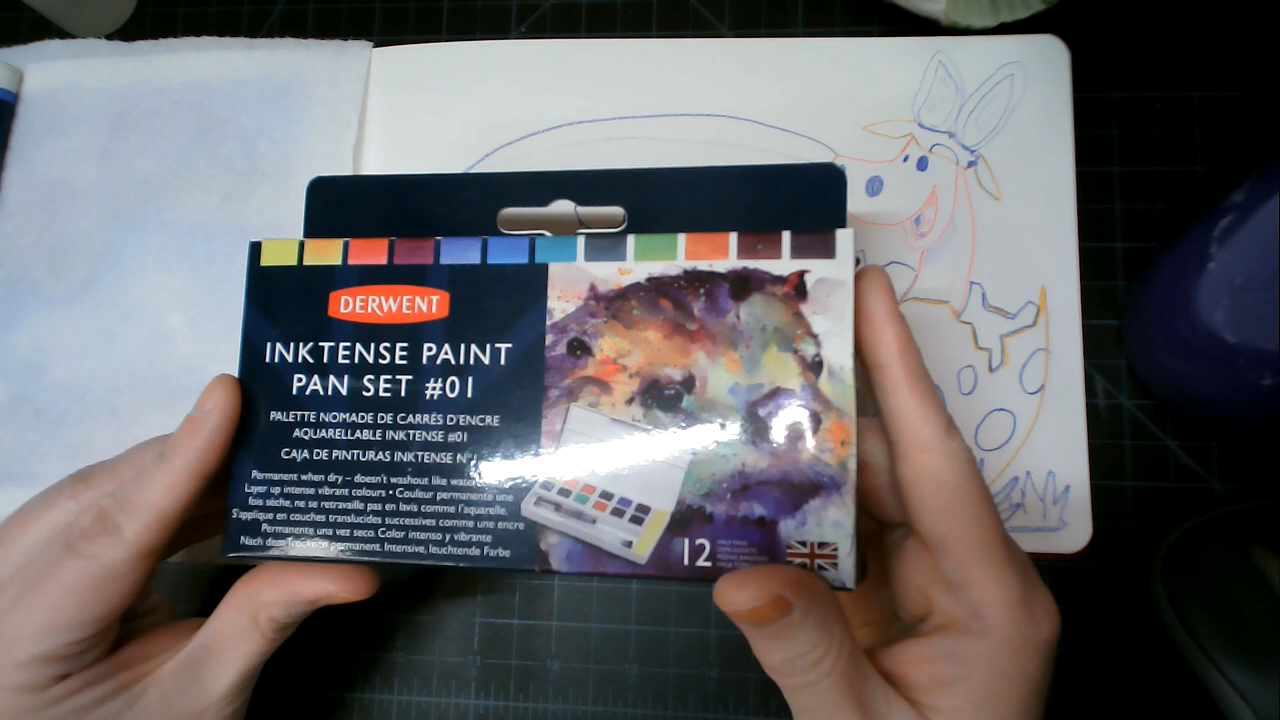 DERWENT
INKTENSE PAINT
PAN SET #01
PALETTE NOMADE DE CARRÉS D'ENCRE
AQUARELLABLE INKTENSE #01
CAJA DE PINTURAS INKTENSE N°1
Permanent when dry – doesn't washout like
Layer up intense vibrant colours • Couleur permanente une
fois sèche, ne se retravaille pas en lavis comme l'aquarelle.
S'applique en couches translucides successives comme une encre
Permanente una vez seco. Color intenso y vibrante
Nach dem Trocknen permanent. Intensive, leuchtende Farbe
12